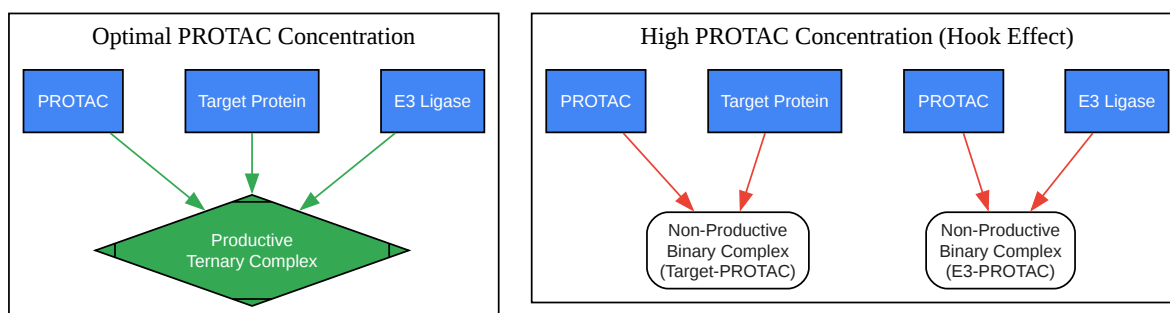 Optimal PROTAC Concentration
PROTAC
Target Protein
E3 Ligase
Productive
Ternary Complex
High PROTAC Concentration (Hook Effect)
PROTAC
Target Protein
PROTAC
E3 Ligase
Non-Productive
Binary Complex
(Target-PROTAC)
Non-Productive
Binary Complex
(E3-PROTAC)